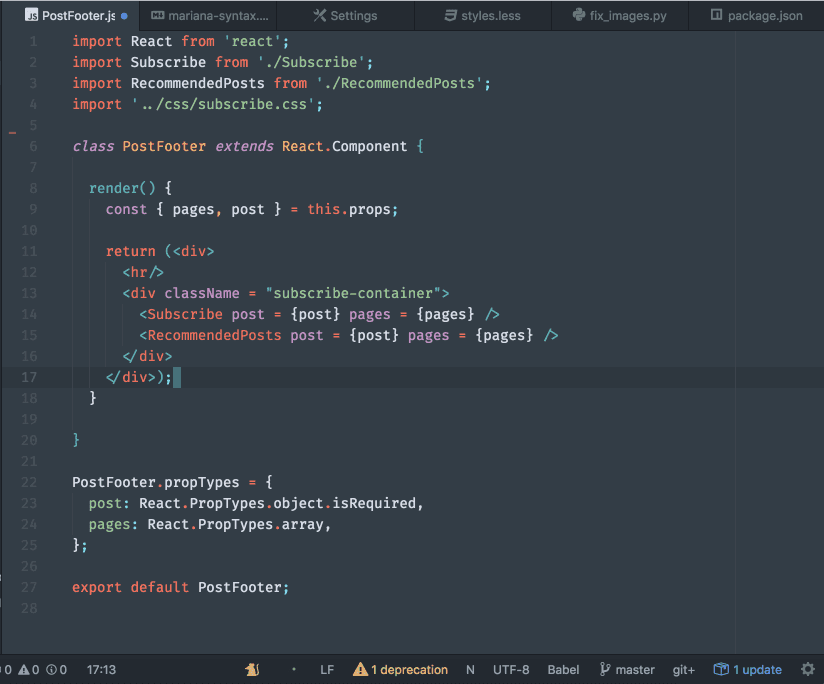 PostFooter.js mariana-syntax.... Settings styles.less fix_images.py package.json
1 import React from 'react';
2 import Subscribe from './Subscribe';
3 import RecommendedPosts from './RecommendedPosts';
4 import '../css/subscribe.css';
5
6 class PostFooter extends React.Component {
7
8 render() {
9 const { pages, post } = this.props;
10
11 return (<div>
12 <hr/>
13 <div className = "subscribe-container">
14 <Subscribe post = {post} pages = {pages} />
15 <RecommendedPosts post = {post} pages = {pages} />
16 </div>
17 </div>);
18 }
19
20 }
21
22 PostFooter.propTypes = {
23 post: React.PropTypes.object.isRequired,
24 pages: React.PropTypes.array,
25 };
26
27 export default PostFooter;
28
0 0 0 17:13 LF 1 deprecation N UTF-8 Babel master git+ 1 update